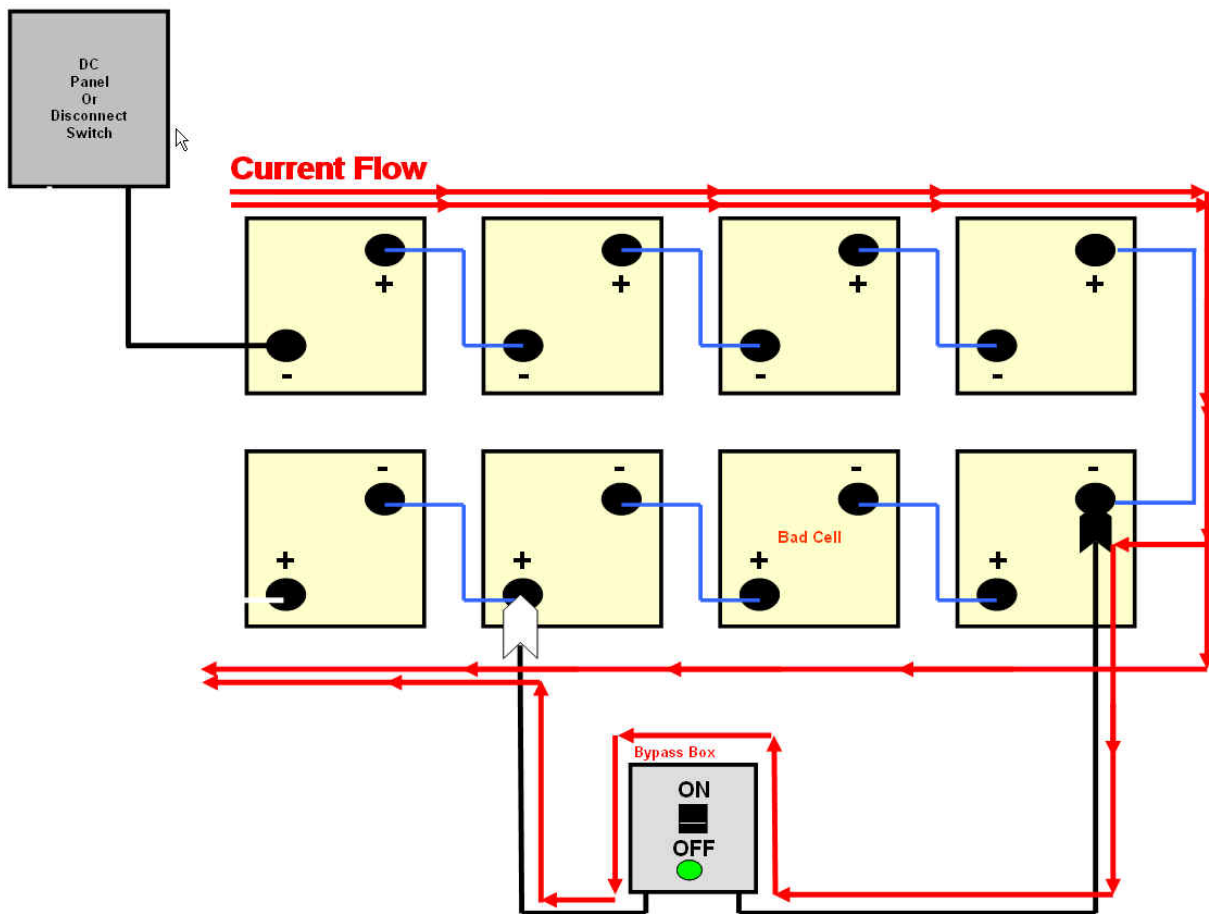 DC
Panel
Or
Disconnect
Switch
Current Flow
+ + + +
- - - -
- - - -
Bad Cell
+ + + +
Bypass Box
ON
OFF